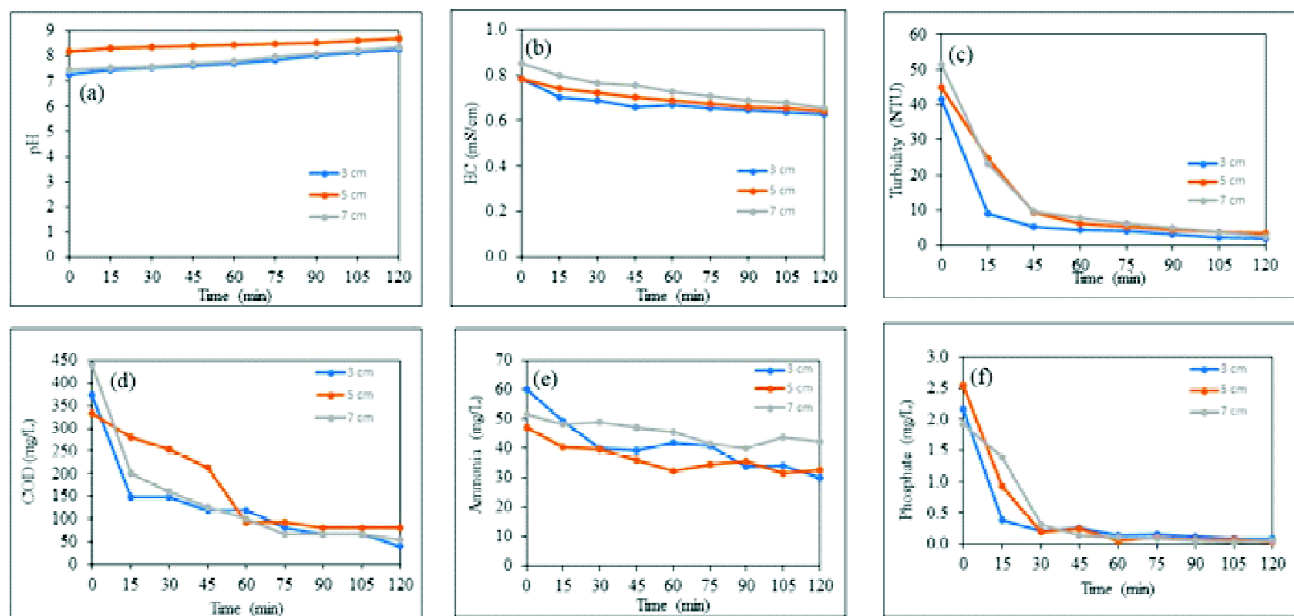 (a)
pH
9
8
7
6
5
4
3
2
1
0
3 cm
5 cm
7 cm
0 15 30 45 60 75 90 105 120
Time (min)
(b)
EC (mS/cm)
1.0
0.8
0.6
0.4
0.2
0.0
3 cm
5 cm
7 cm
0 15 30 45 60 75 90 105 120
Time (min)
(c)
Turbidity (NTU)
60
50
40
30
20
10
0
3 cm
5 cm
7 cm
0 15 45 60 75 90 105 120
Time (min)
(d)
COD (mg/L)
450
400
350
300
250
200
150
100
50
0
3 cm
5 cm
7 cm
0 15 30 45 60 75 90 105 120
Time (min)
(e)
Ammonia (mg/L)
70
60
50
40
30
20
10
0
3 cm
5 cm
7 cm
0 15 30 45 60 75 90 105 120
Time (min)
(f)
Phosphate (mg/L)
3.0
2.5
2.0
1.5
1.0
0.5
0.0
3 cm
5 cm
7 cm
0 15 30 45 60 75 90 105 120
Time (min)